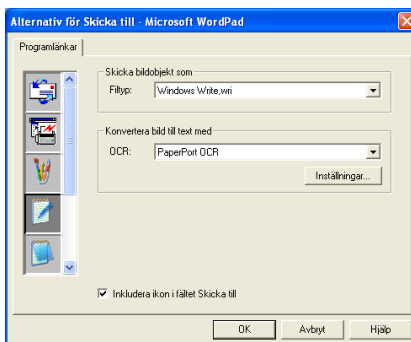 Alternativ för Skicka till - Microsoft WordPad
Programlänkar
Skicka bildobjekt som
Filtyp: Windows Write,wri
Konvertera bild till text med
OCR: PaperPort OCR
Inställningar...
Inkludera ikon i fältet Skicka till
OK Avbryt Hjälp